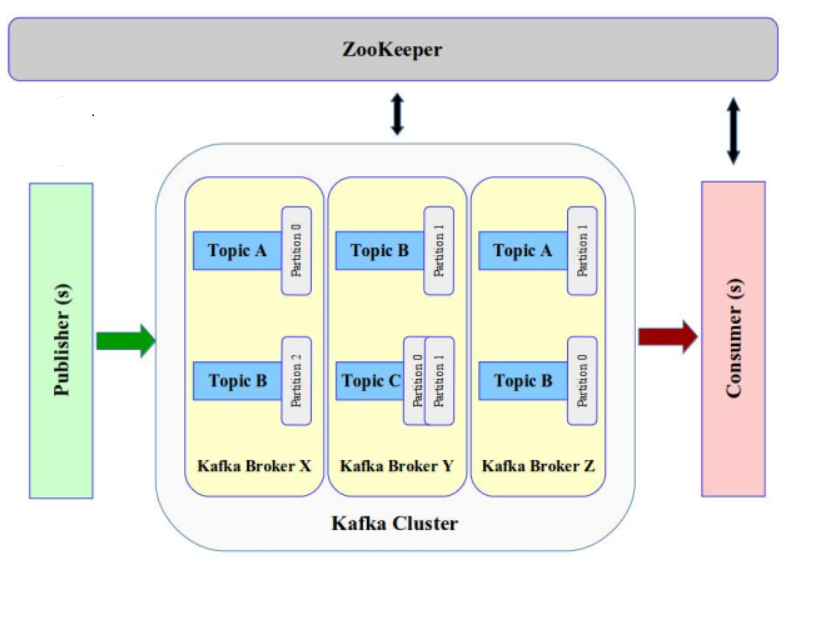 ZooKeeper
Publisher (s)
Topic A
Partition 0
Topic B
Partition 2
Kafka Broker X
Topic B
Partition 1
Topic C
Partition 0
Partition 1
Kafka Broker Y
Topic A
Partition 1
Topic B
Partition 0
Kafka Broker Z
Kafka Cluster
Consumer (s)